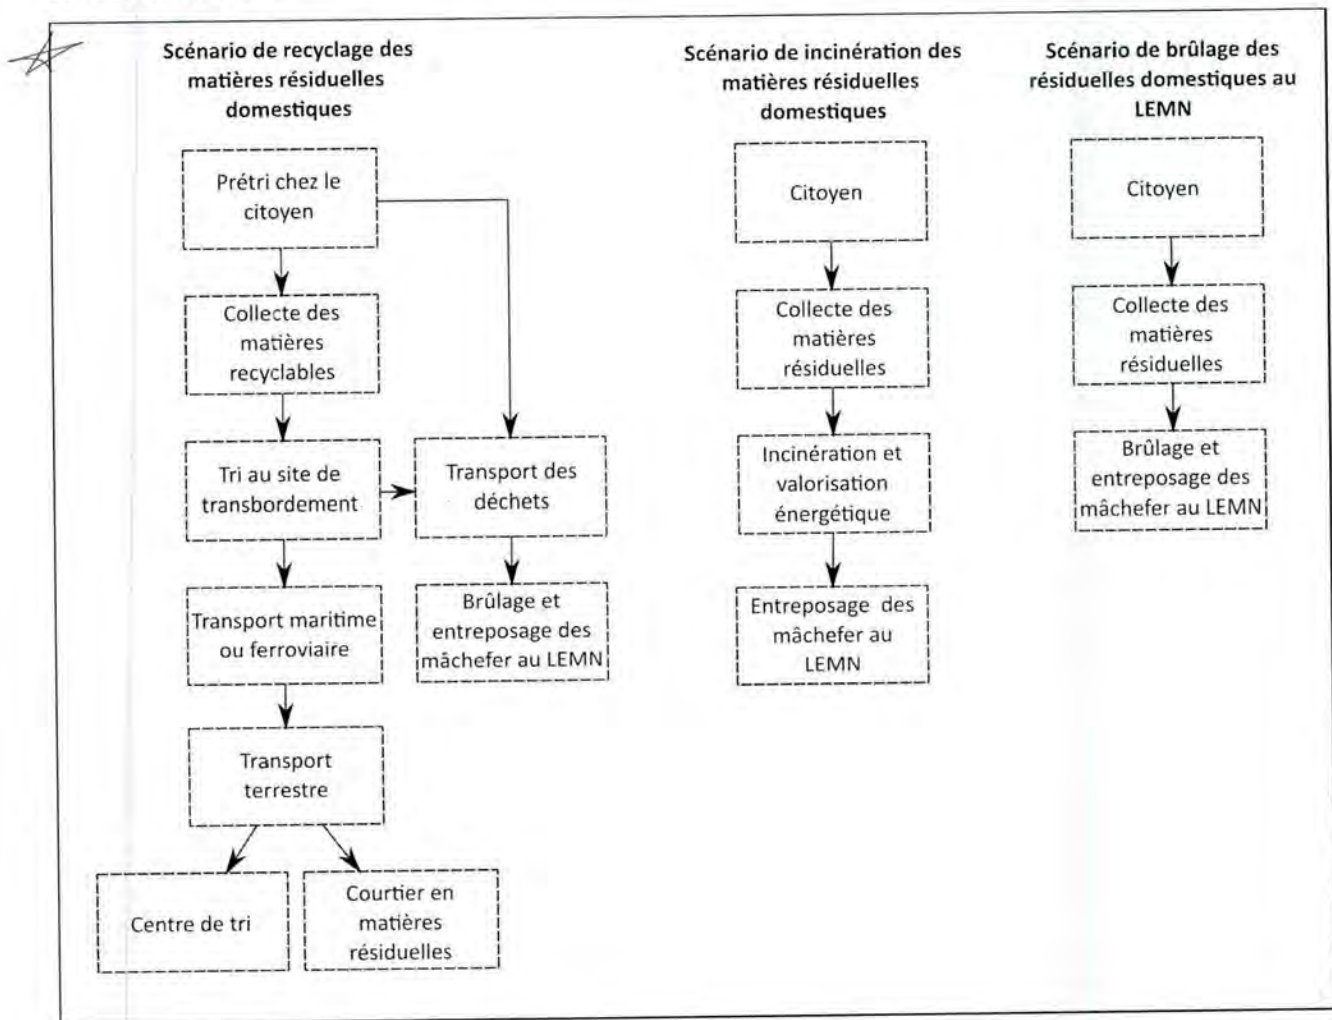 Scénario de recyclage des
matières résiduelles
domestiques
Prétri chez le
citoyen
Collecte des
matières
recyclables
Tri au site de
transbordement
Transport des
déchets
Transport maritime
ou ferroviaire
Brûlage et
entreposage des
mâchefer au LEMN
Transport
terrestre
Centre de tri
Courtier en
matières
résiduelles
Scénario de incinération des
matières résiduelles
domestiques
Citoyen
Collecte des
matières
résiduelles
Incinération et
valorisation
énergétique
Entreposage des
mâchefer au
LEMN
Scénario de brûlage des
résiduelles domestiques au
LEMN
Citoyen
Collecte des
matières
résiduelles
Brûlage et
entreposage des
mâchefer au LEMN